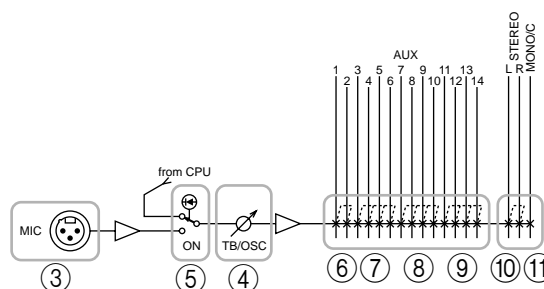 AUX
1 2 3 4 5 6 7 8 9 10 11 12 13 14
L STEREO R MONO/C
from CPU
MIC
ON
TB/OSC
③ ⑤ ④ ⑥ ⑦ ⑧ ⑨ ⑩ ⑪